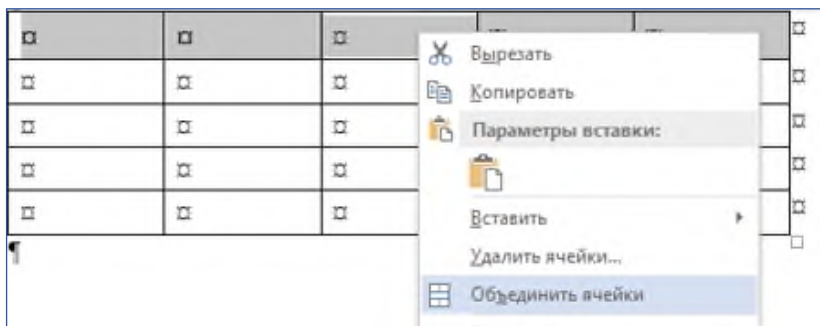 ¤ ¤ ¤ ¤
¤ ¤ ¤ ¤
¤ ¤ ¤ ¤
¤ ¤ ¤ ¤
¤ ¤ ¤ ¤
¶
Вырезать
Копировать
Параметры вставки:
Вставить
Удалить ячейки...
Объединить ячейки